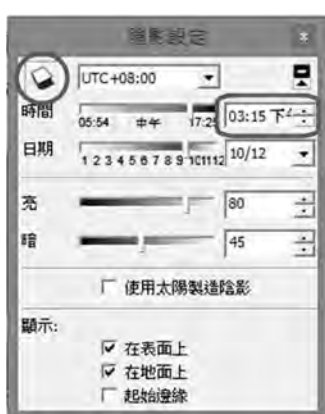 陰影設定
UTC+08:00
時間
05:54 中午 17:25
03:15 下午
日期
1 2 3 4 5 6 7 8 9 10 11 12
10/12
亮
80
暗
45
使用太陽製造陰影
顯示:
在表面上
在地面上
起始邊緣